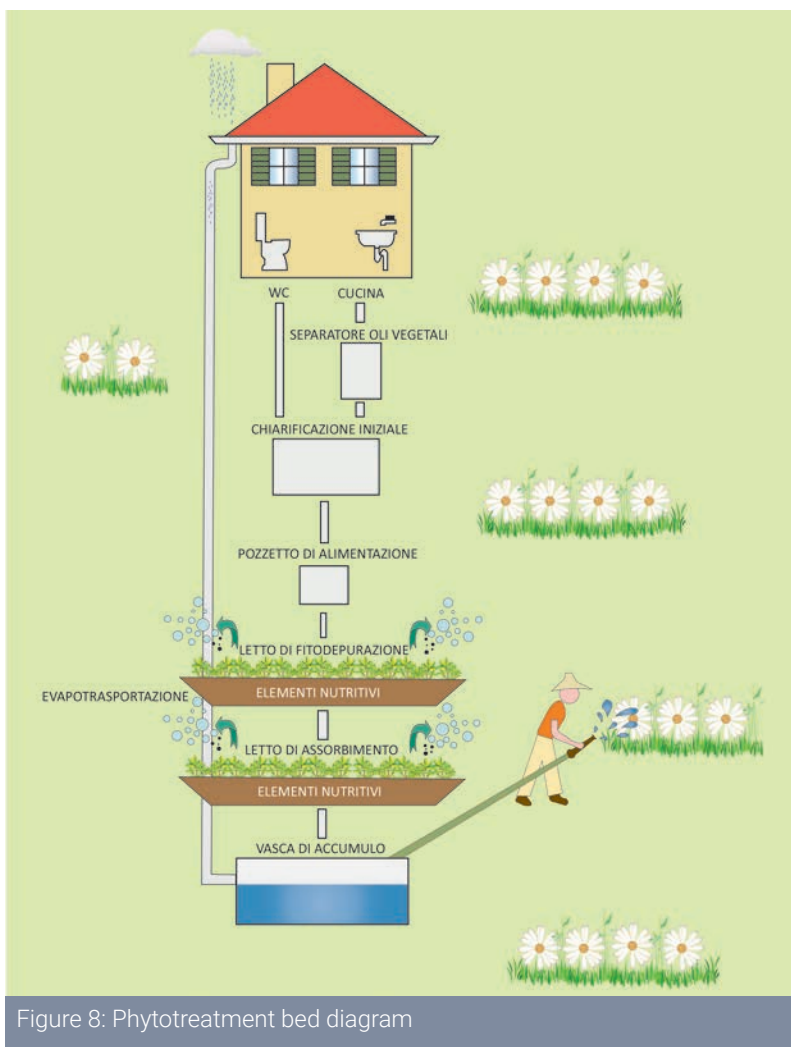 WC
CUCINA
SEPARATORE OLI VEGETALI
CHIARIFICAZIONE INIZIALE
POZZETTO DI ALIMENTAZIONE
LETTO DI FITODEPURAZIONE
ELEMENTI NUTRITIVI
EVAPOTRASPORTAZIONE
LETTO DI ASSORBIMENTO
ELEMENTI NUTRITIVI
VASCA DI ACCUMULO
Figure 8: Phytotreatment bed diagram